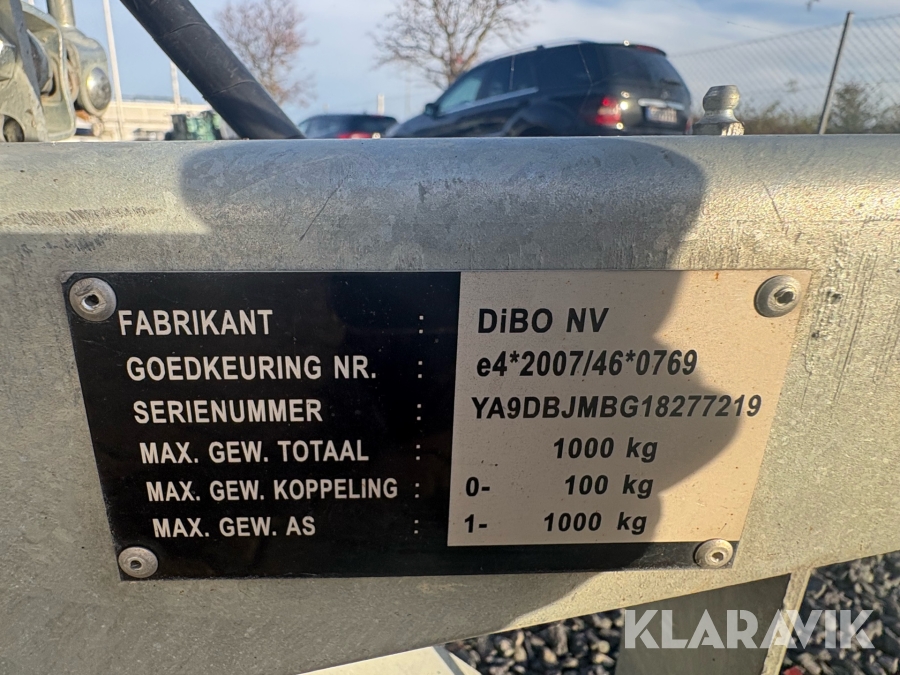 FABRIKANT : DiBO NV
GOEDKEURING NR. : e4*2007/46*0769
SERIENUMMER : YA9DBJMBG18277219
MAX. GEW. TOTAAL : 1000 kg
MAX. GEW. KOPPELING : 0- 100 kg
MAX. GEW. AS : 1- 1000 kg
KLARAVIK